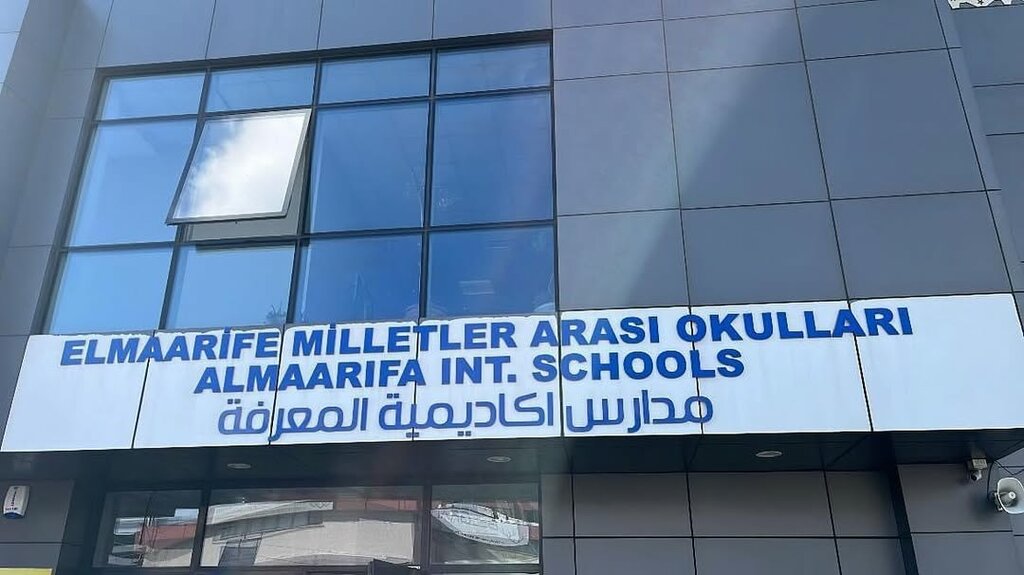 ELMAARİFE MİLLETLER ARASI OKULLARI
ALMAARIFA INT. SCHOOLS
مدارس اكاديمية المعرفة